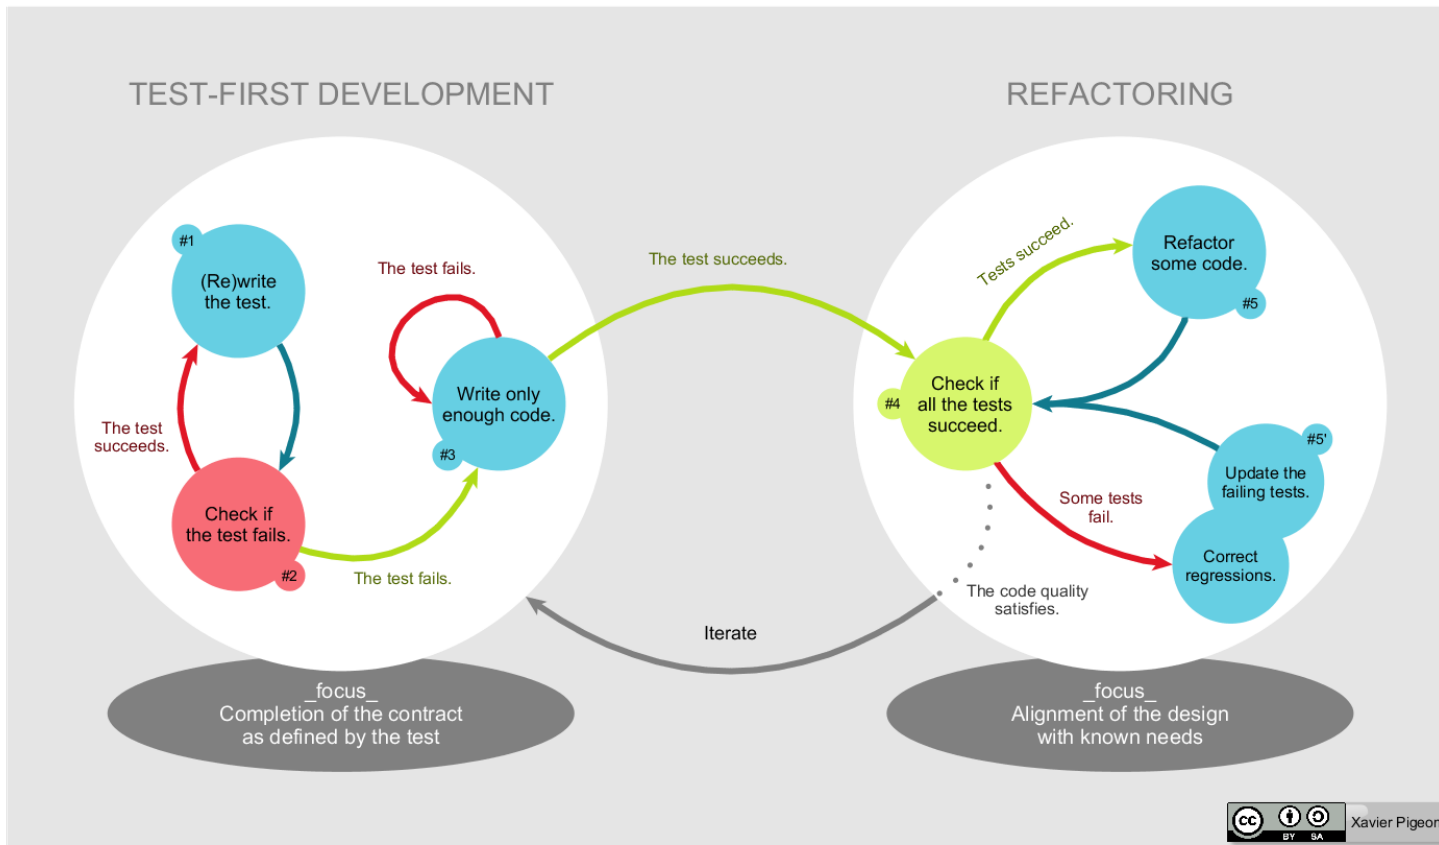 TEST-FIRST DEVELOPMENT
REFACTORING
#1
(Re)write
the test.
The test
succeeds.
Check if
the test fails.
#2
The test fails.
The test fails.
Write only
enough code.
#3
The test succeeds.
Tests succeed.
Refactor
some code.
#5
#4
Check if
all the tests
succeed.
#5'
Update the
failing tests.
Some tests
fail.
Correct
regressions.
The code quality
satisfies.
Iterate
_focus_
Completion of the contract
as defined by the test
_focus_
Alignment of the design
with known needs
cc
BY SA
Xavier Pigeon